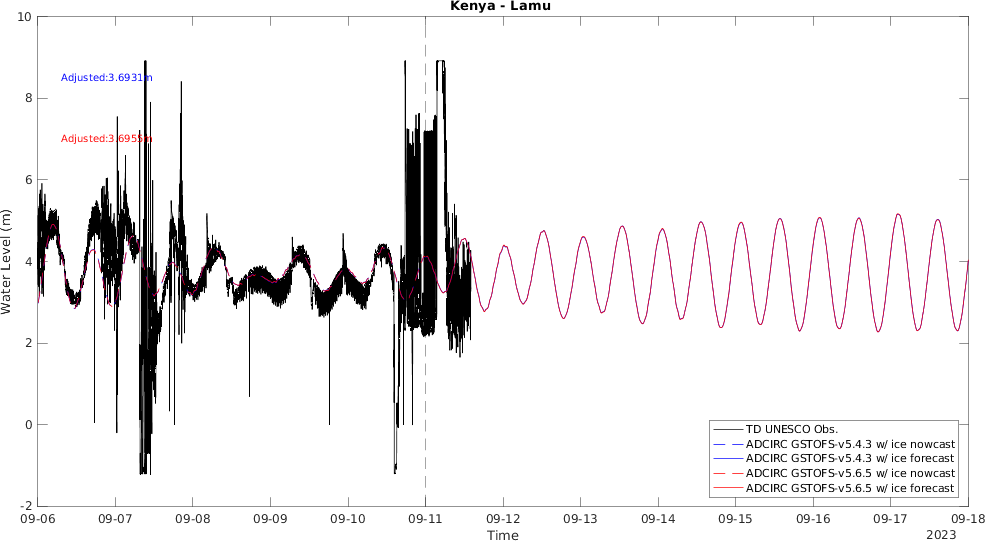 Kenya - Lamu
10
8
6
4
2
0
-2
Water Level (m)
Adjusted:3.6931m
Adjusted:3.6955m
TD UNESCO Obs.
ADCIRC GSTOFS-v5.4.3 w/ ice nowcast
ADCIRC GSTOFS-v5.4.3 w/ ice forecast
ADCIRC GSTOFS-v5.6.5 w/ ice nowcast
ADCIRC GSTOFS-v5.6.5 w/ ice forecast
09-06 09-07 09-08 09-09 09-10 09-11 09-12 09-13 09-14 09-15 09-16 09-17 09-18
Time
2023